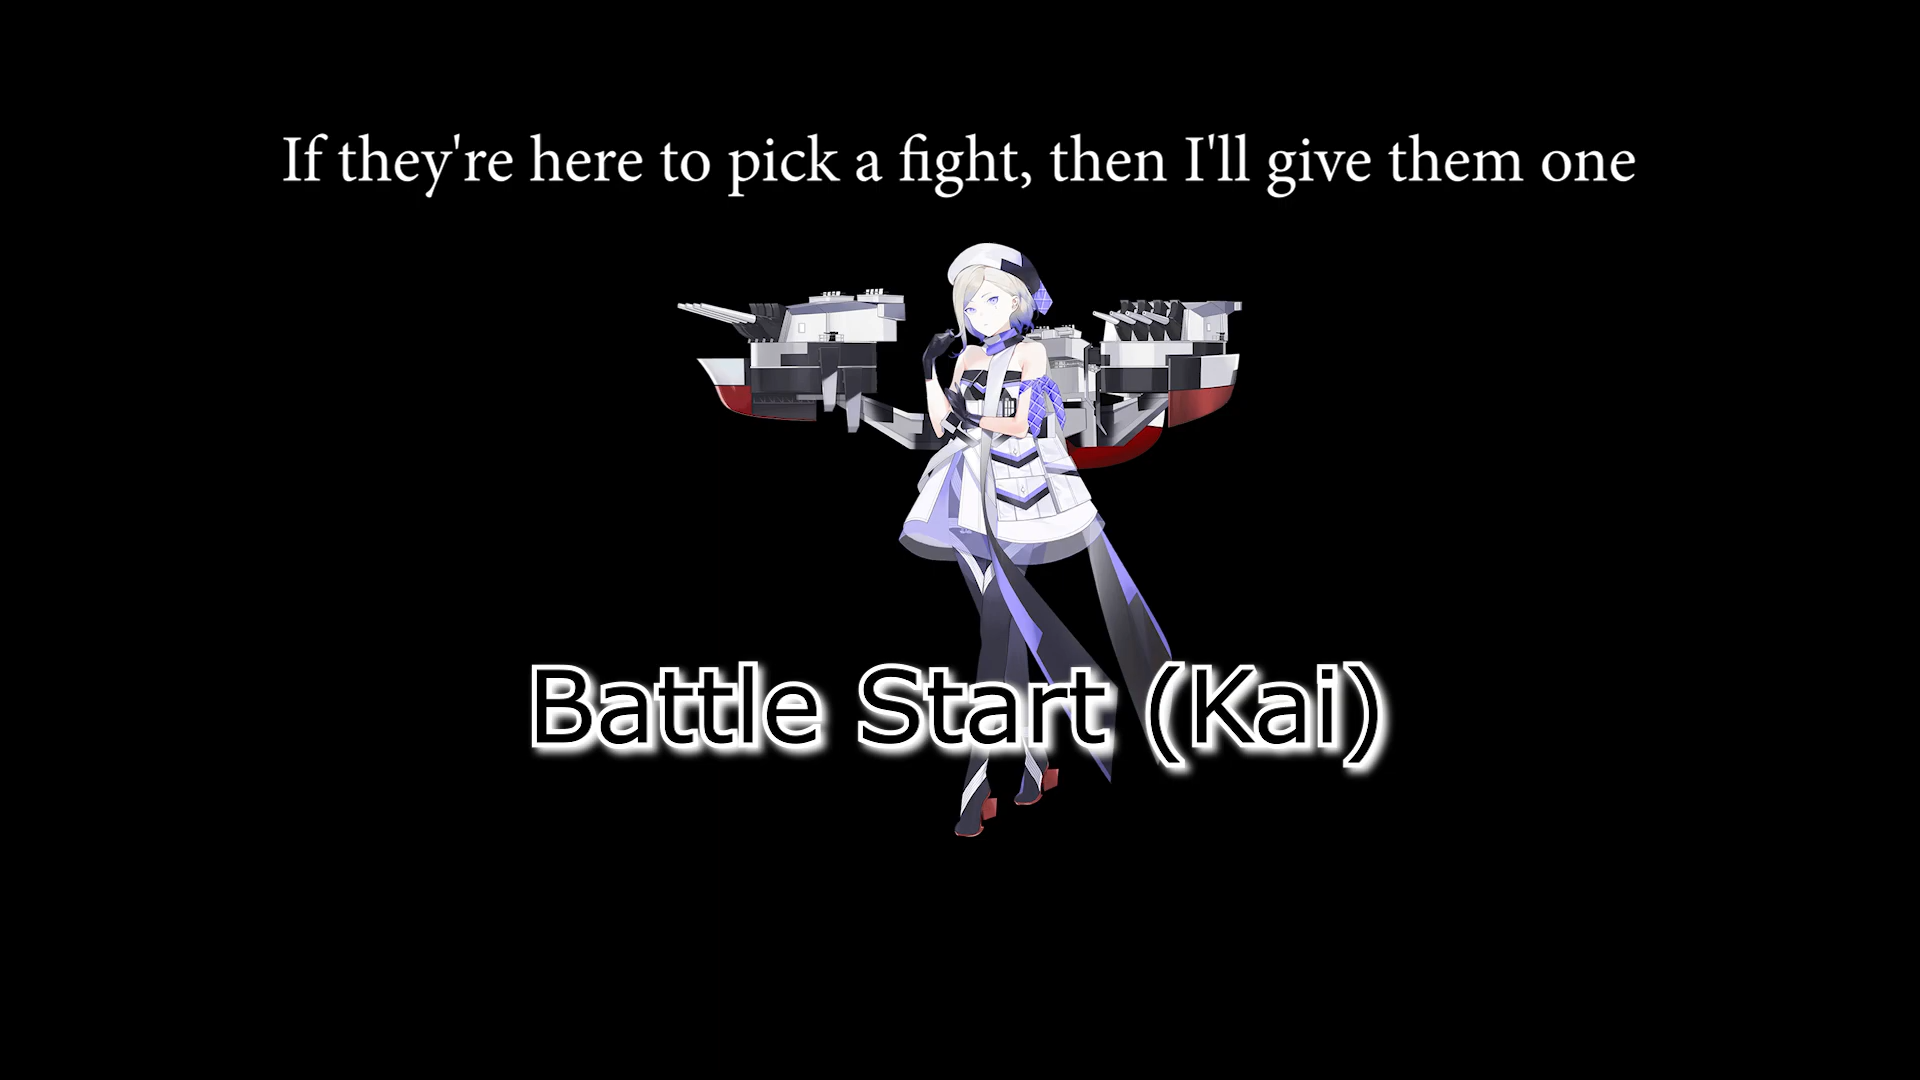 If they're here to pick a fight, then I'll give them one
Battle Start (Kai)